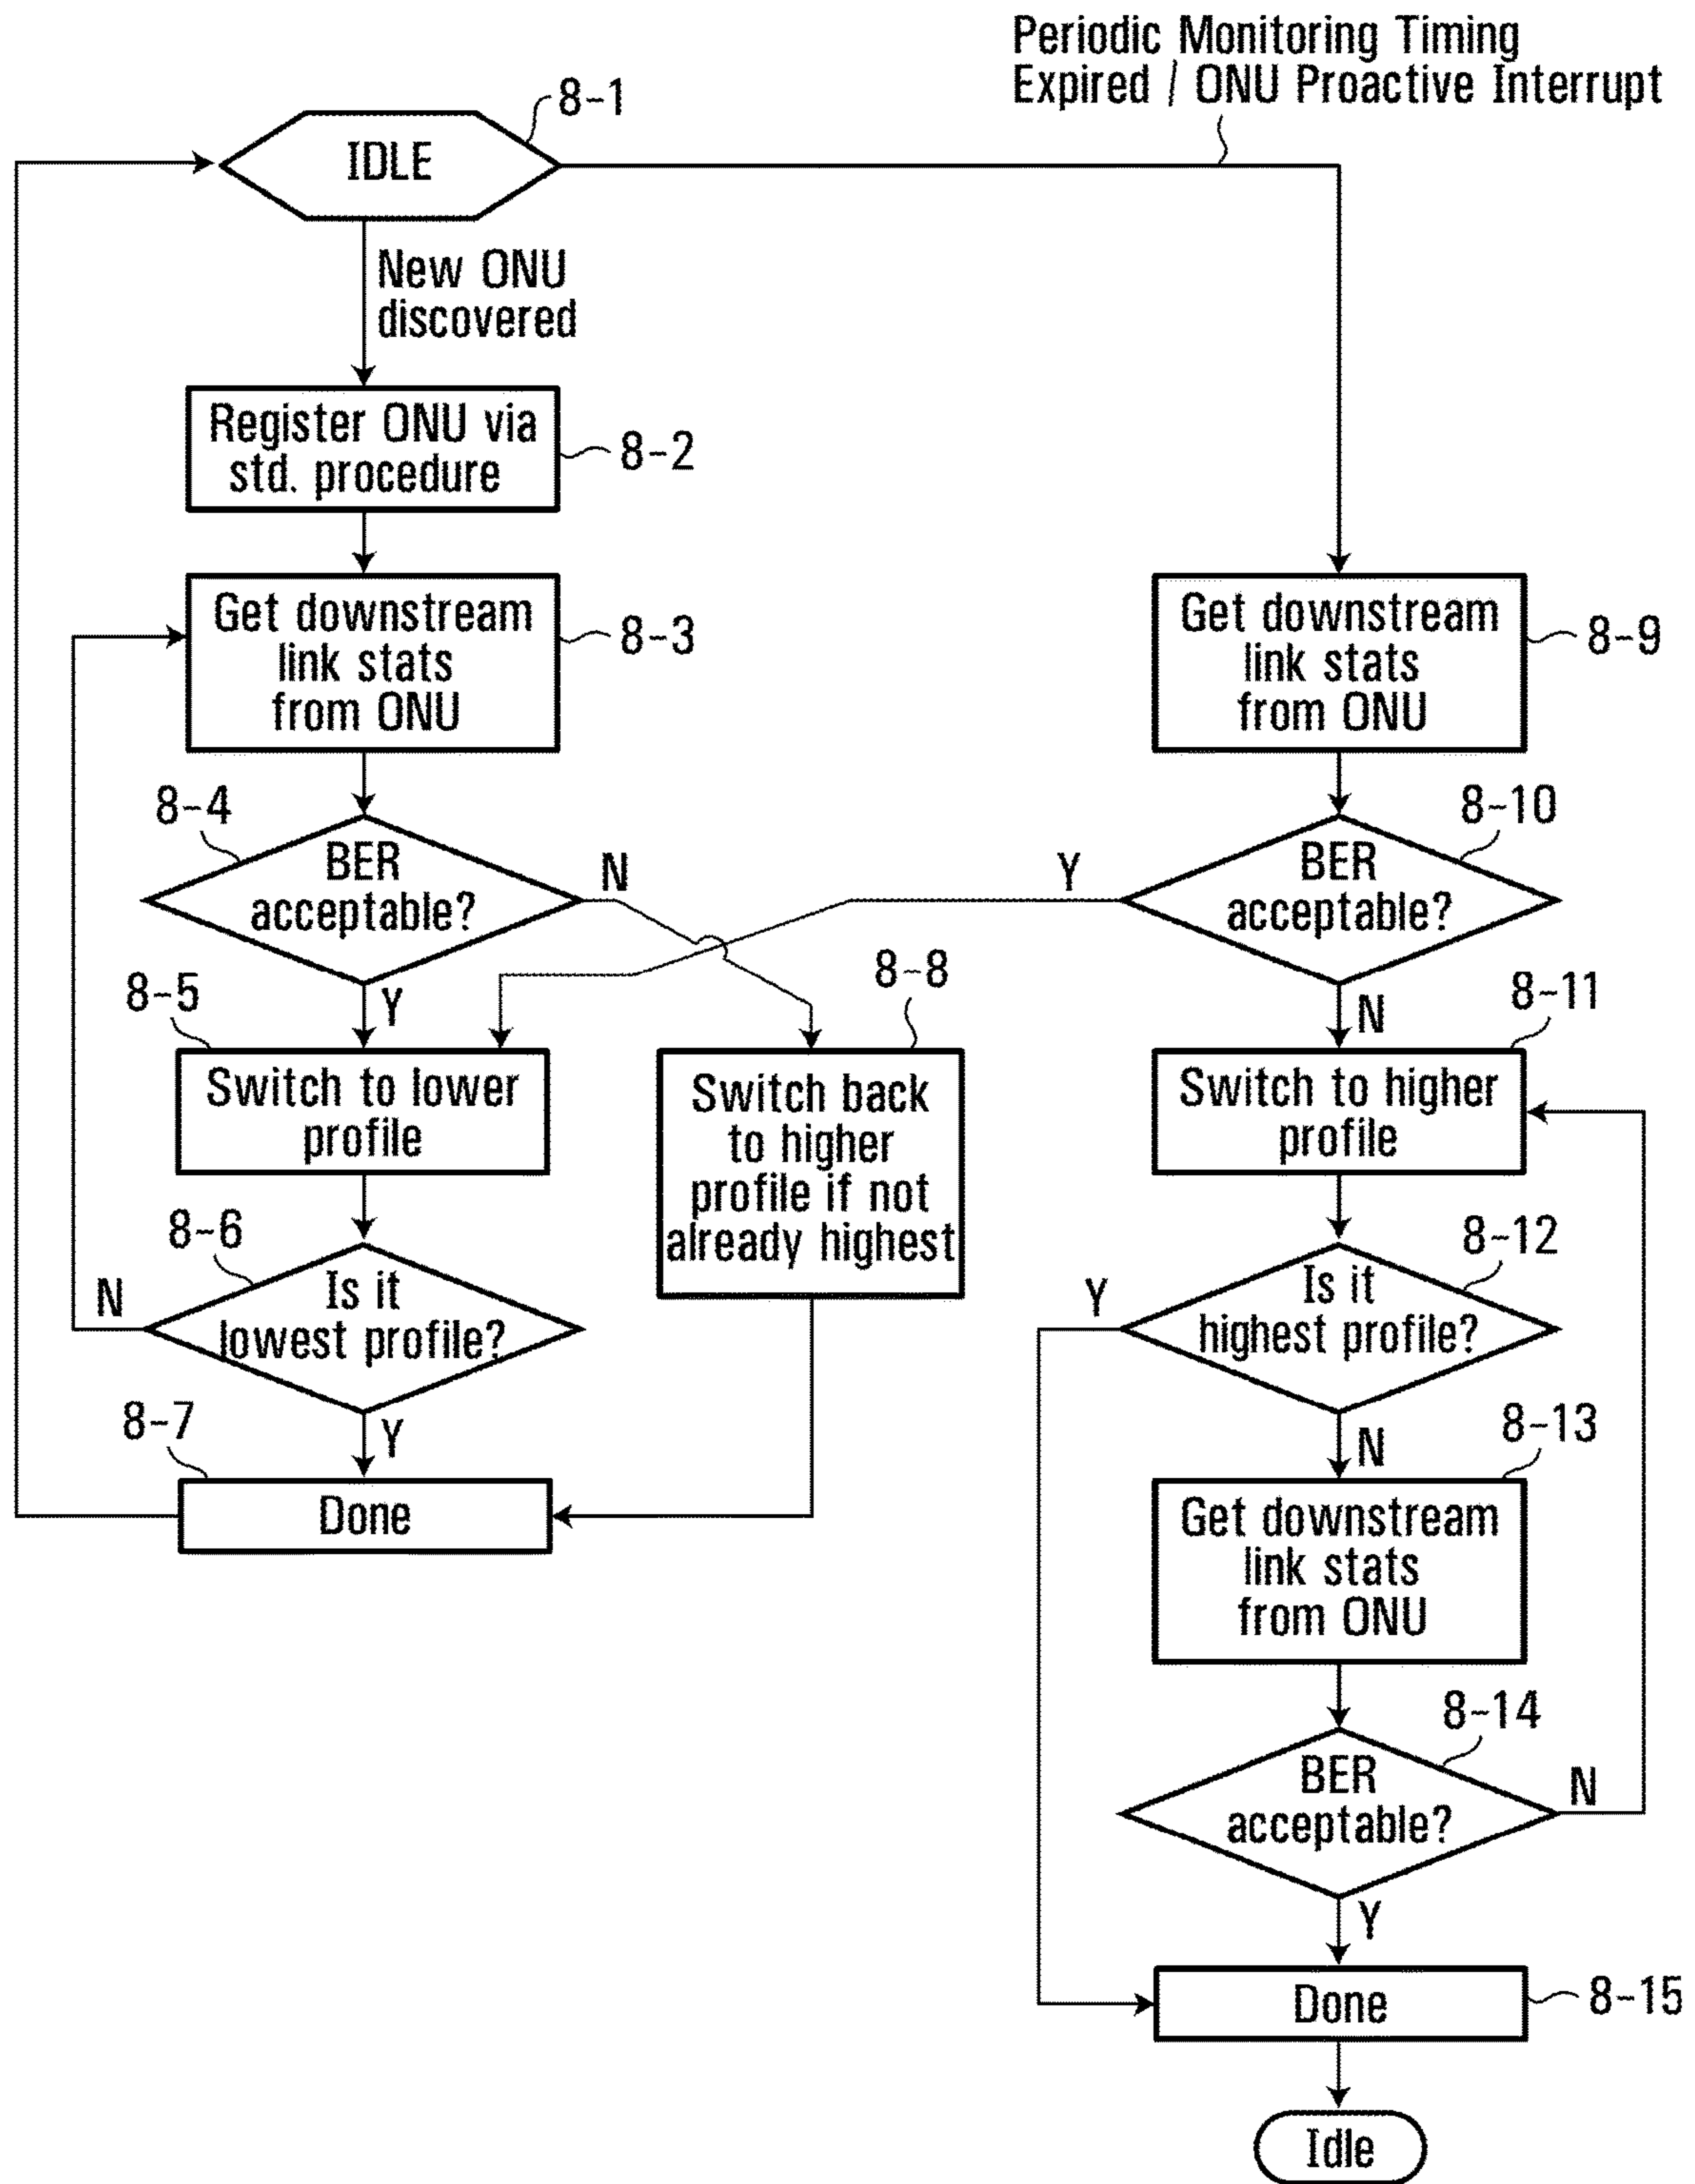 Periodic Monitoring Timing
Expired / ONU Proactive Interrupt
8-1
IDLE
New ONU
discovered
Register ONU via
std. procedure
8-2
Get downstream
link stats
from ONU
8-3
Get downstream
link stats
from ONU
8-9
8-4
BER
acceptable?
N
Y
8-10
BER
acceptable?
Y
N
8-5
Switch to lower
profile
8-8
Switch back
to higher
profile if not
already highest
8-11
Switch to higher
profile
8-6
Is it
lowest profile?
N
Y
8-12
Is it
highest profile?
Y
N
8-7
Done
8-13
Get downstream
link stats
from ONU
8-14
BER
acceptable?
N
Y
Done
8-15
Idle